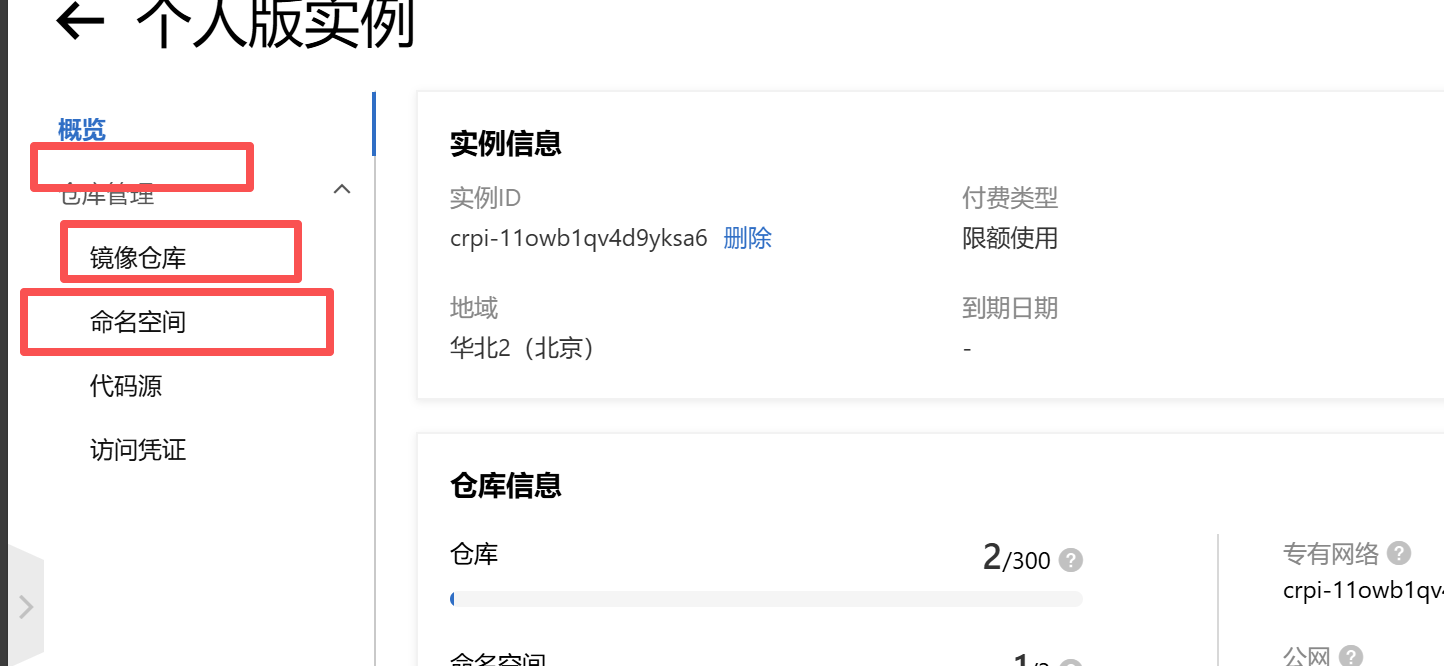 个人版实例
概览
仓库管理
镜像仓库
命名空间
代码源
访问凭证
实例信息
实例ID
付费类型
crpi-11owb1qv4d9yksa6 删除
限额使用
地域
到期日期
华北2（北京）
-
仓库信息
仓库
2/300
专有网络
crpi-11owb1qv
命名空间
公网